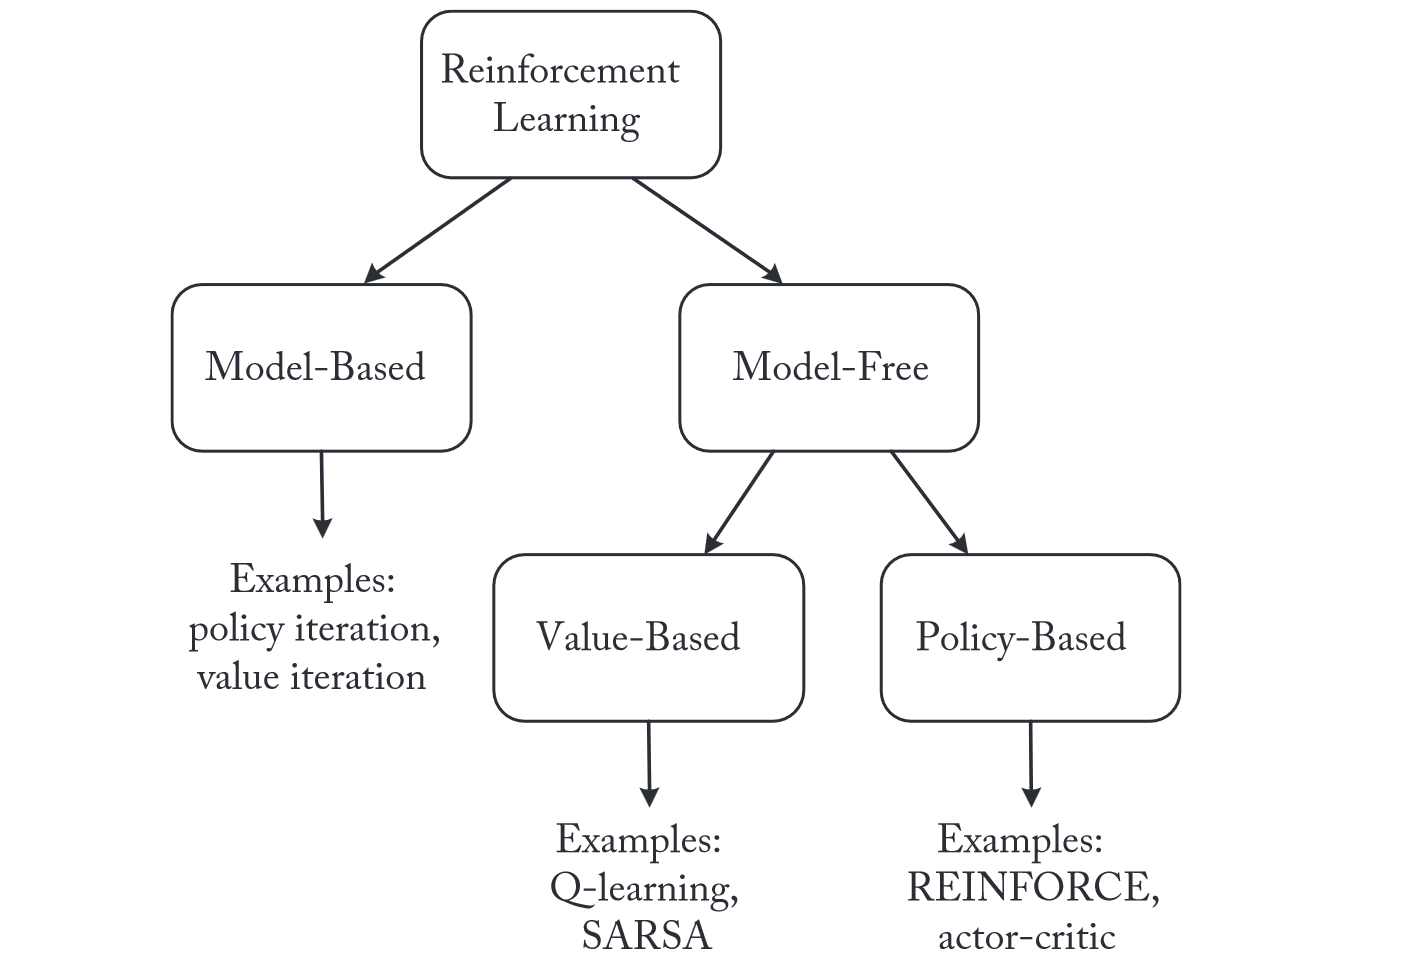 Reinforcement
Learning
Model-Based
Model-Free
Examples:
policy iteration,
value iteration
Value-Based
Policy-Based
Examples:
Q-learning,
SARSA
Examples:
REINFORCE,
actor-critic